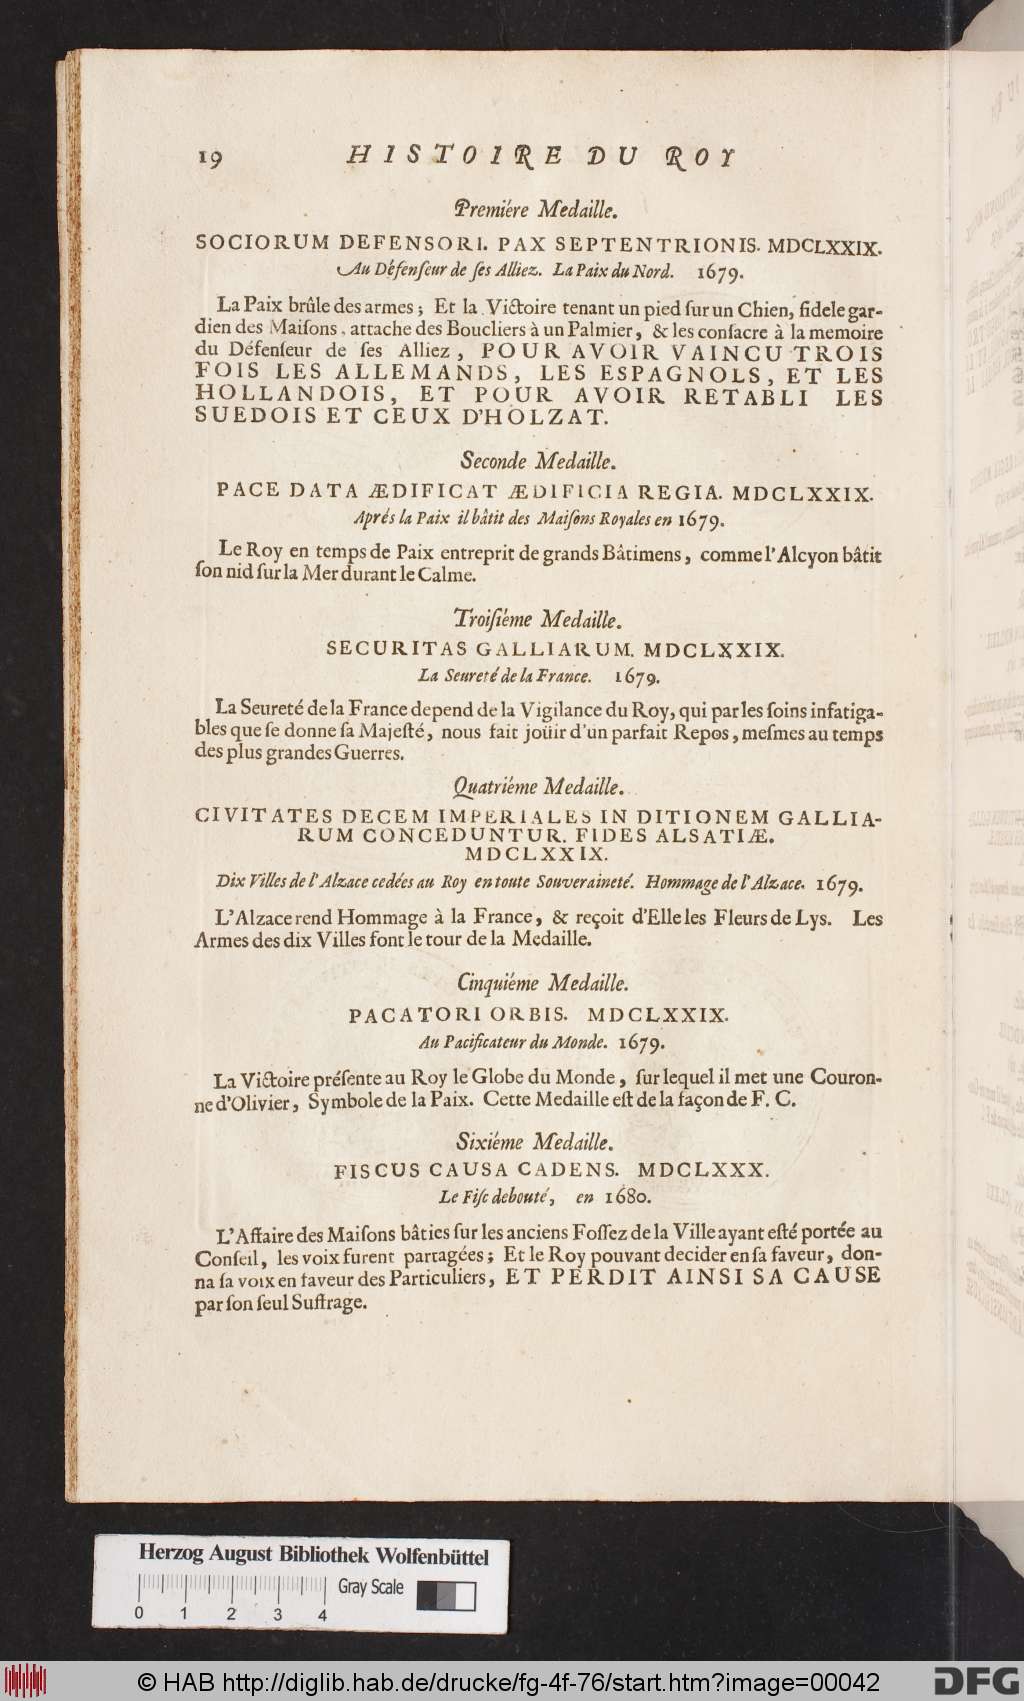 19 HISTOIRE DU ROY
Premiére Medaille.
SOCIORUM DEFENSORI. PAX SEPTENTRIONIS. MDCLXXIX.
Au Défenſeur de ſes Alliez. La Paix du Nord. 1679.
La Paix brûle des armes ; Et la Victoire tenant un pied ſur un Chien, fidele gar-
dien des Maiſons, attache des Boucliers à un Palmier, & les conſacre à la memoire
du Défenſeur de ſes Alliez, POUR AVOIR VAINCU TROIS
FOIS LES ALLEMANDS, LES ESPAGNOLS, ET LES
HOLLANDOIS, ET POUR AVOIR RETABLI LES
SUEDOIS ET CEUX D'HOLZAT.
Seconde Medaille.
PACE DATA ÆDIFICAT ÆDIFICIA REGIA. MDCLXXIX.
Aprés la Paix il bâtit des Maiſons Royales en 1679.
Le Roy en temps de Paix entreprit de grands Bâtimens, comme l'Alcyon bâtit
ſon nid ſur la Mer durant le Calme.
Troiſiéme Medaille.
SECURITAS GALLIARUM. MDCLXXIX.
La Seureté de la France. 1679.
La Seureté de la France depend de la Vigilance du Roy, qui par les ſoins infatiga-
bles que ſe donne ſa Majeſté, nous fait joüir d'un parfait Repos, meſmes au temps
des plus grandes Guerres.
Quatriéme Medaille.
CIVITATES DECEM IMPERIALES IN DITIONEM GALLIA-
RUM CONCEDUNTUR. FIDES ALSATIÆ.
MDCLXXIX.
Dix Villes de l'Alzace cedées au Roy en toute Souveraineté. Hommage de l'Alzace. 1679.
L'Alzace rend Hommage à la France, & reçoit d'Elle les Fleurs de Lys. Les
Armes des dix Villes font le tour de la Medaille.
Cinquiéme Medaille.
PACATORI ORBIS. MDCLXXIX.
Au Pacificateur du Monde. 1679.
La Victoire préſente au Roy le Globe du Monde, ſur lequel il met une Couron-
ne d'Olivier, Symbole de la Paix. Cette Medaille eſt de la façon de F. C.
Sixiéme Medaille.
FISCUS CAUSA CADENS. MDCLXXX.
Le Fiſc debouté, en 1680.
L'Affaire des Maiſons bâties ſur les anciens Foſſez de la Ville ayant eſté portée au
Conſeil, les voix furent partagées ; Et le Roy pouvant decider en ſa faveur, don-
na ſa voix en faveur des Particuliers, ET PERDIT AINSI SA CAUSE
par ſon ſeul Suffrage.
Herzog August Bibliothek Wolfenbüttel
Gray Scale
0 1 2 3 4
© HAB http://diglib.hab.de/drucke/fg-4f-76/start.htm?image=00042
DFG